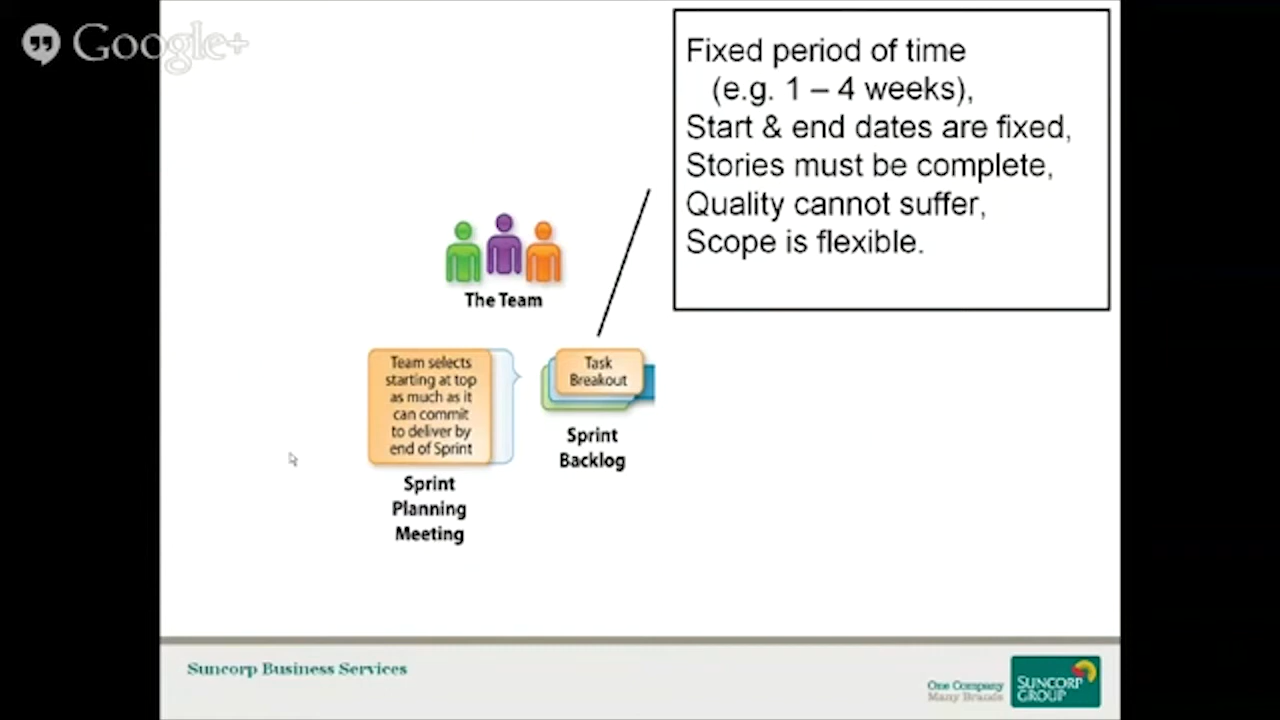 Google+
Fixed period of time
(e.g. 1 – 4 weeks),
Start & end dates are fixed,
Stories must be complete,
Quality cannot suffer,
Scope is flexible.
The Team
Team selects
starting at top
as much as it
can commit
to deliver by
end of Sprint
Sprint
Planning
Meeting
Task
Breakout
Sprint
Backlog
Suncorp Business Services
One Company
Many Brands
SUNCORP
GROUP